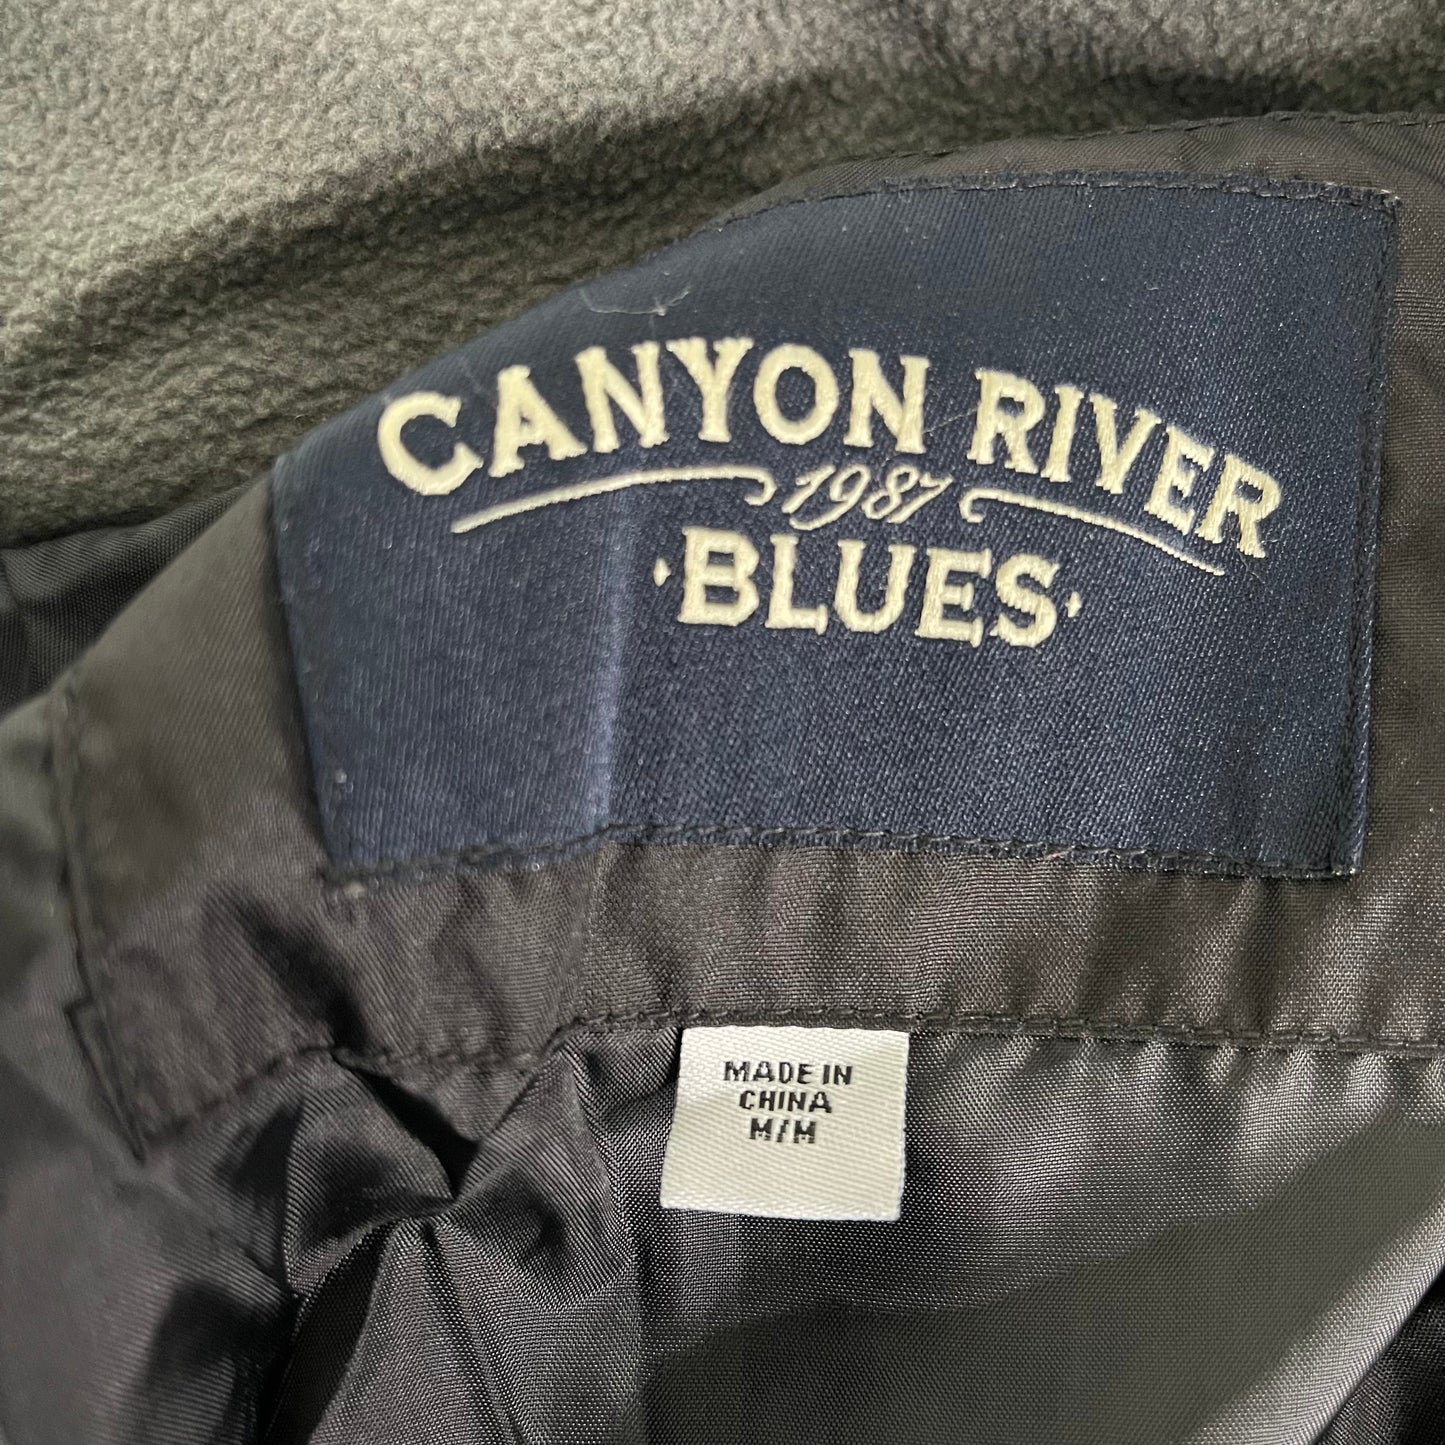 CANYON RIVER
1987
·BLUES·
MADE IN
CHINA
M/M